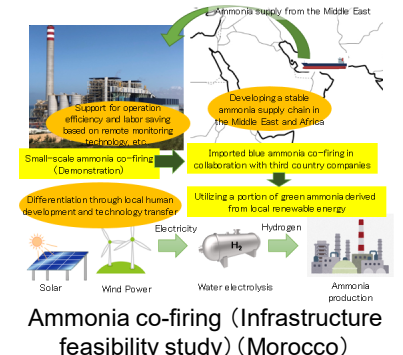 Ammonia supply from the Middle East
Support for operation
efficiency and labor saving
based on remote monitoring
technology, etc.
Developing a stable
ammonia supply chain in
the Middle East and Africa
Small-scale ammonia co-firing
（Demonstration）
Imported blue ammonia co-firing in
collaboration with third country companies
Differentiation through local human
development and technology transfer
Utilizing a portion of green ammonia derived
from local renewable energy
Electricity
Hydrogen
H₂
Solar
Wind Power
Water electrolysis
Ammonia
production
Ammonia co-firing（Infrastructure
feasibility study）（Morocco）